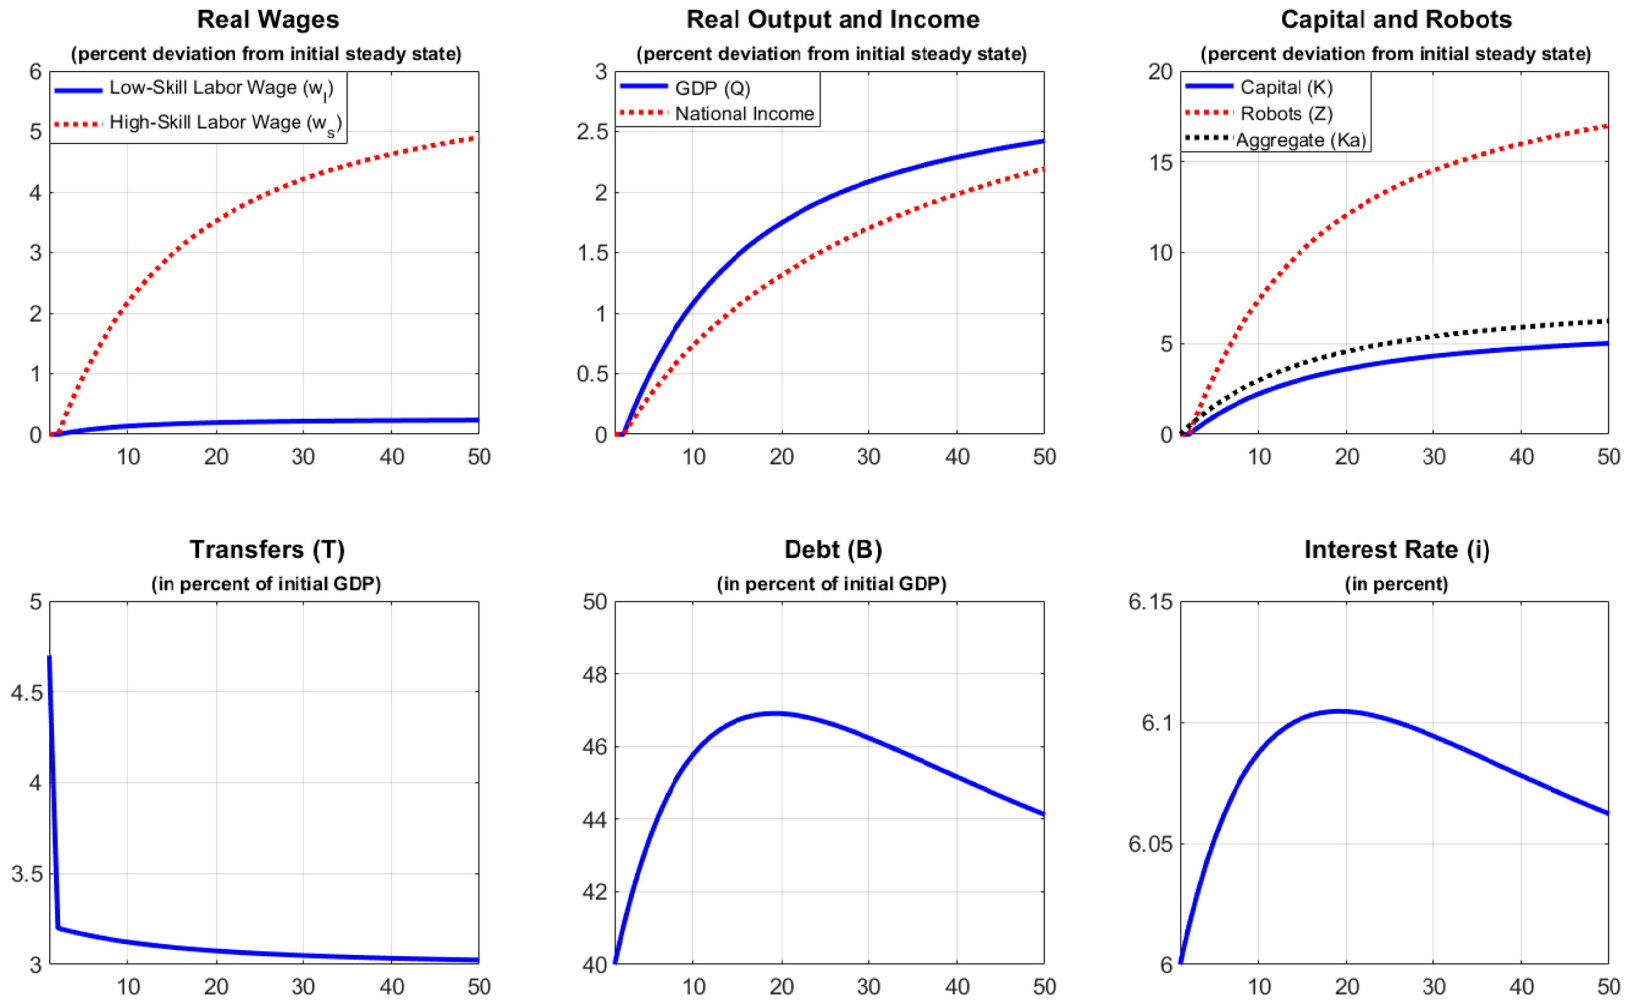 Real Wages
(percent deviation from initial steady state)
6
5
4
3
2
1
0
Low-Skill Labor Wage (w_l)
High-Skill Labor Wage (w_s)
10 20 30 40 50
Real Output and Income
(percent deviation from initial steady state)
3
2.5
2
1.5
1
0.5
0
GDP (Q)
National Income
10 20 30 40 50
Capital and Robots
(percent deviation from initial steady state)
20
15
10
5
0
Capital (K)
Robots (Z)
Aggregate (Ka)
10 20 30 40 50
Transfers (T)
(in percent of initial GDP)
5
4.5
4
3.5
3
10 20 30 40 50
Debt (B)
(in percent of initial GDP)
50
48
46
44
42
40
10 20 30 40 50
Interest Rate (i)
(in percent)
6.15
6.1
6.05
6
10 20 30 40 50